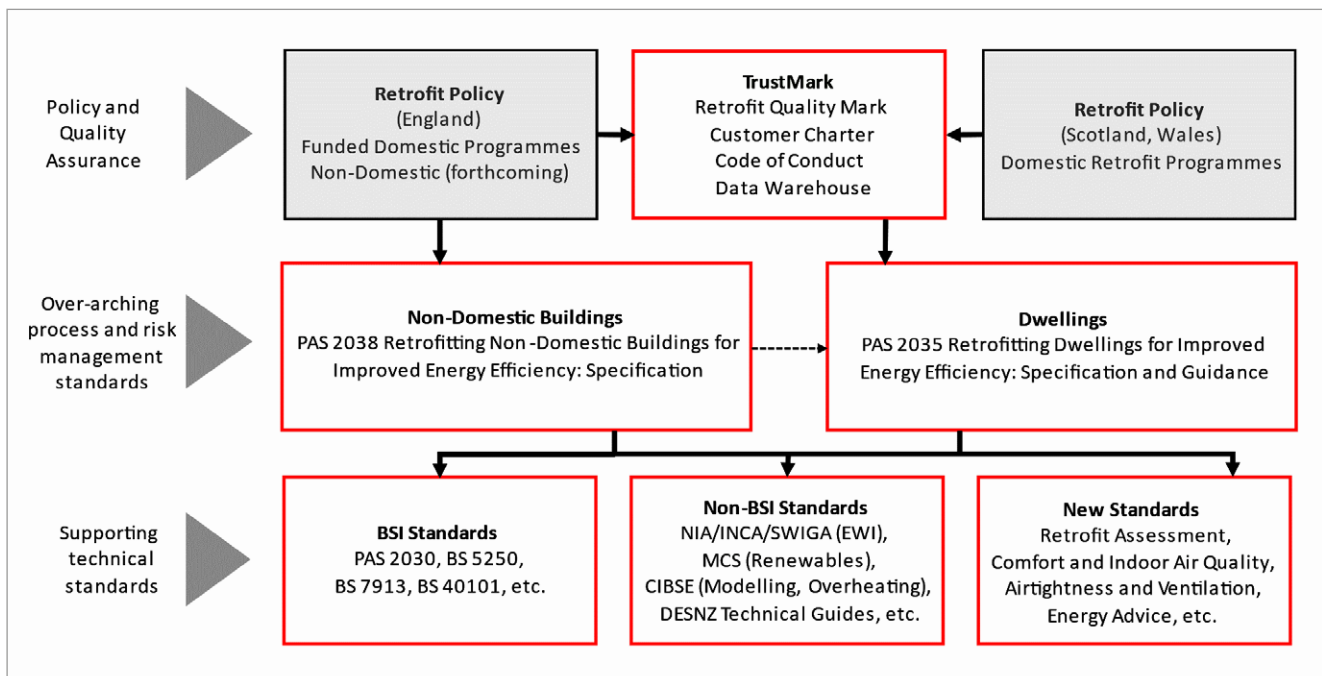 Policy and
Quality
Assurance
Retrofit Policy
(England)
Funded Domestic Programmes
Non-Domestic (forthcoming)
TrustMark
Retrofit Quality Mark
Customer Charter
Code of Conduct
Data Warehouse
Retrofit Policy
(Scotland, Wales)
Domestic Retrofit Programmes
Over-arching
process and risk
management
standards
Non-Domestic Buildings
PAS 2038 Retrofitting Non -Domestic Buildings for
Improved Energy Efficiency: Specification
Dwellings
PAS 2035 Retrofitting Dwellings for Improved
Energy Efficiency: Specification and Guidance
Supporting
technical
standards
BSI Standards
PAS 2030, BS 5250,
BS 7913, BS 40101, etc.
Non-BSI Standards
NIA/INCA/SWIGA (EWI)
MCS (Renewables),
CIBSE (Modelling, Overheating),
DESNZ Technical Guides, etc.
New Standards
Retrofit Assessment,
Comfort and Indoor Air Quality,
Airtightness and Ventilation,
Energy Advice, etc.